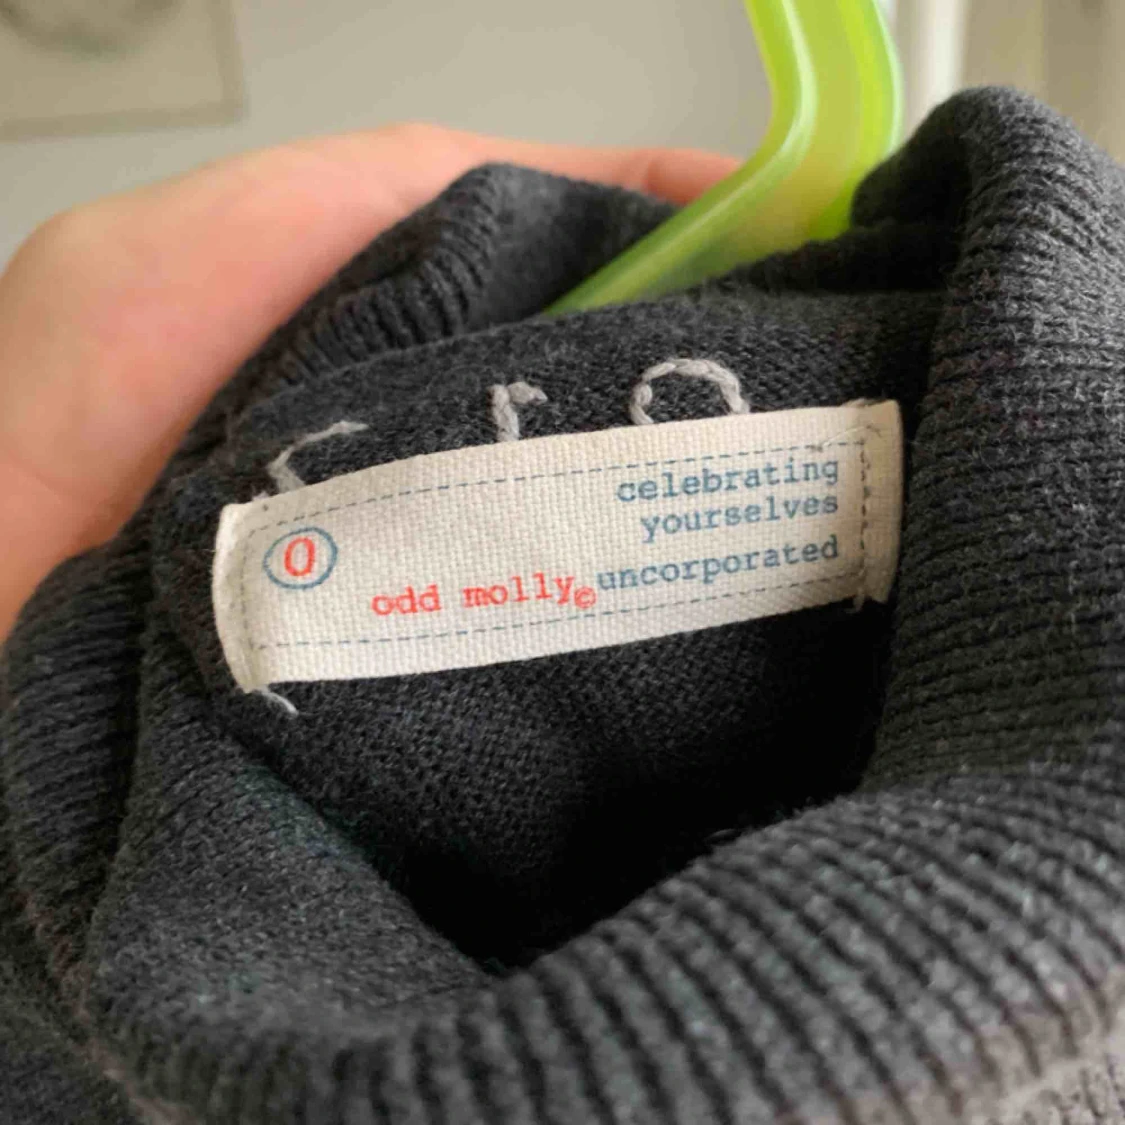 celebrating
yourselves
0
odd molly© uncorporated